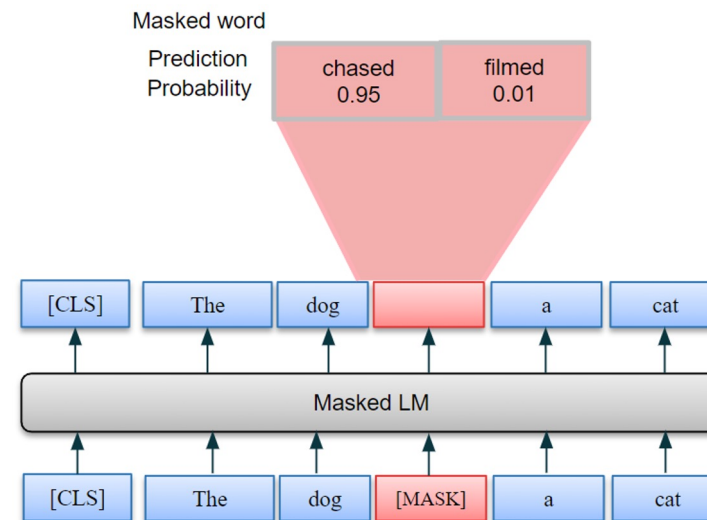 Masked word
Prediction
Probability
chased filmed
0.95 0.01
[CLS] The dog a cat
Masked LM
[CLS] The dog [MASK] a cat